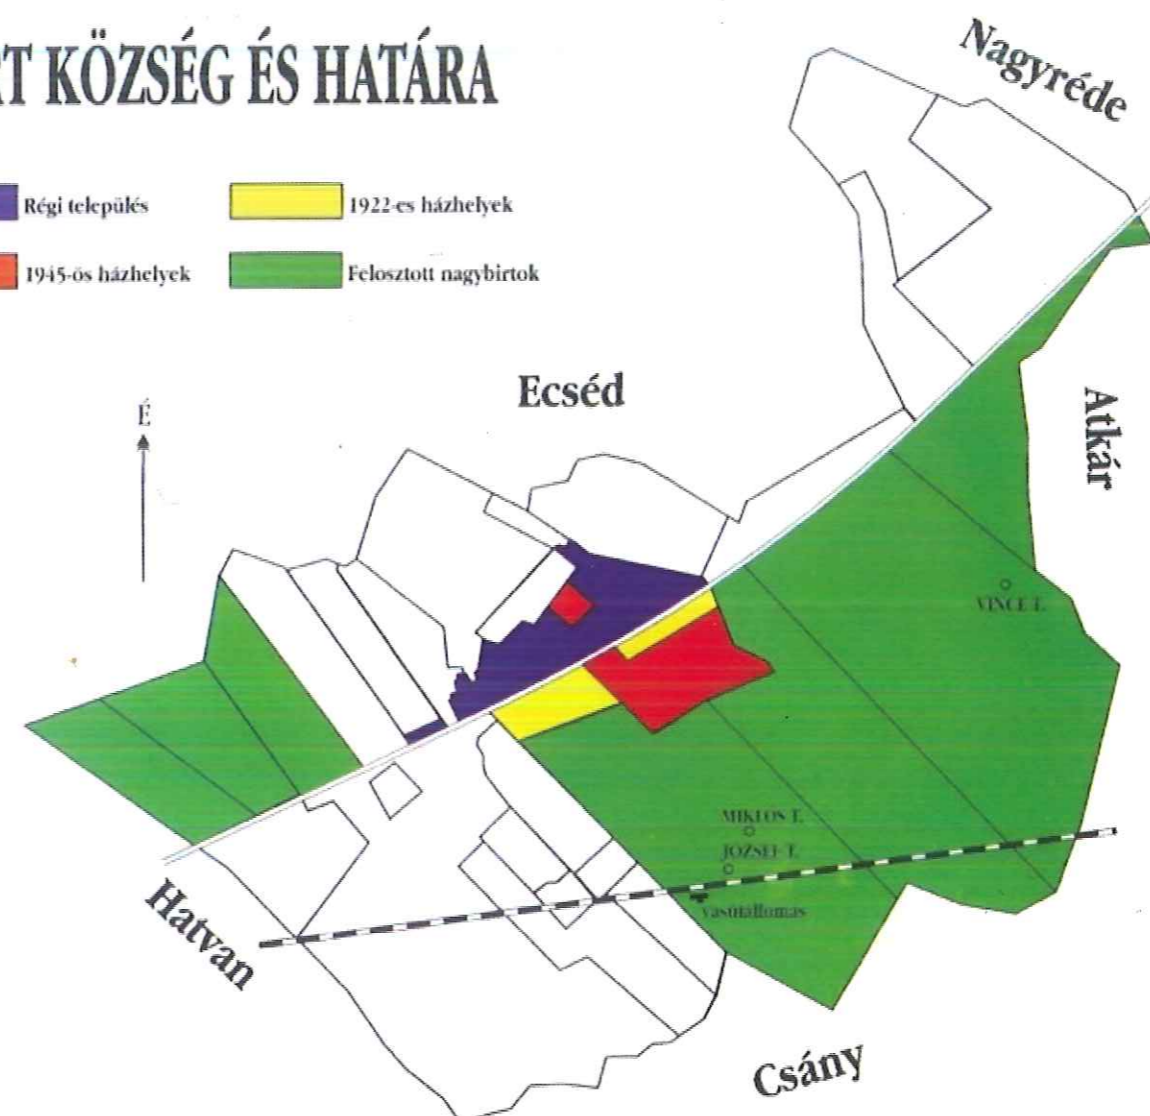 T KÖZSÉG ÉS HATÁRA
Régi település
1922-es házhelyek
1945-ös házhelyek
Felosztott nagybirtok
Nagyréde
Ecséd
É
Atkár
VINCE T.
MIKLÓS T.
JÓZSEF T.
vasútállomás
Hatvan
Csány